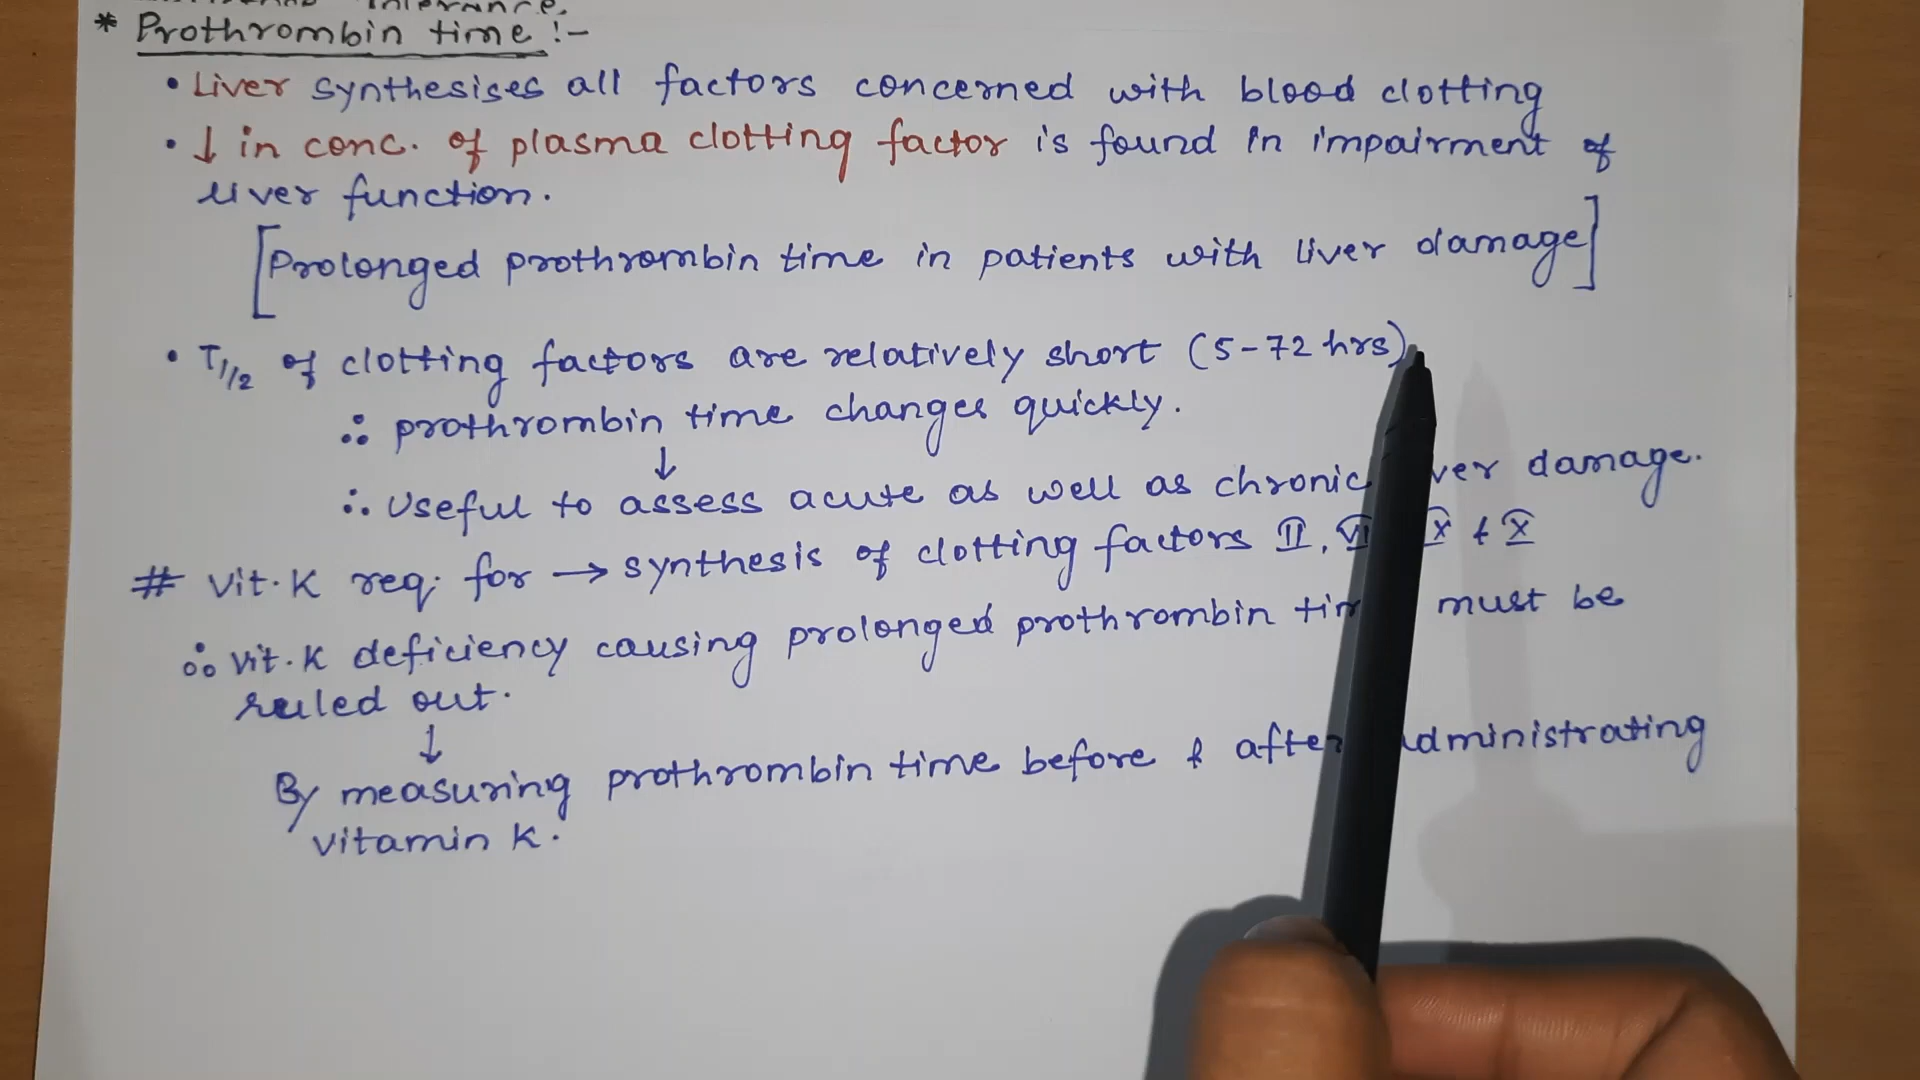 * Prothrombin time :-
• Liver synthesises all factors concerned with blood clotting
• ↓ in conc. of plasma clotting factor is found in impairment of
liver function.
[Prolonged prothrombin time in patients with liver damage]
• T1/2 of clotting factors are relatively short (5-72 hrs)
∴ prothrombin time changes quickly.
↓
∴ Useful to assess acute as well as chronic damage.
# Vit. K req. for → synthesis of clotting factors II, & X
∴ Vit. K deficiency causing prolonged prothrombin must be
ruled out.
↓
By measuring prothrombin time before & after
vitamin K.